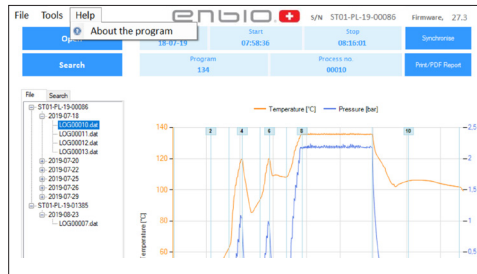 File Tools Help
enbio. S/N ST01-PL-19-00086 Firmware, 27.3
About the program
Start
Stop
18-07-19
07:58:36
08:16:01
Synchronise
Search
Program
134
Process no.
00010
Print/PDF Report
File Search
ST01-PL-19-00086
2019-07-18
LOG00010.dat
LOG00011.dat
LOG00012.dat
LOG00013.dat
2019-07-20
2019-07-22
2019-07-25
2019-07-26
2019-07-29
ST01-PL-19-01385
2019-08-23
LOG00007.dat
Temperature [°C] Pressure [bar]
2 4 6 8 10
140
120
100
80
60
2.5
2
1.5
1
0.5